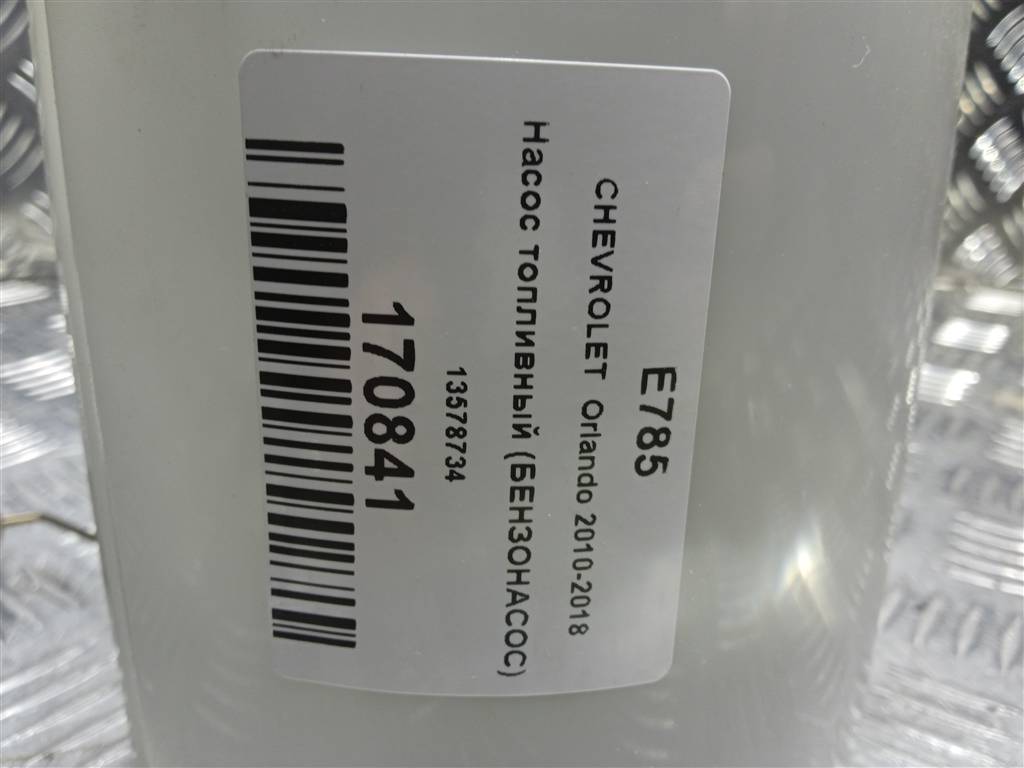 E785
CHEVROLET Orlando 2010-2018
Насос топливный (БЕНЗОНАСОС)
13578734
170841